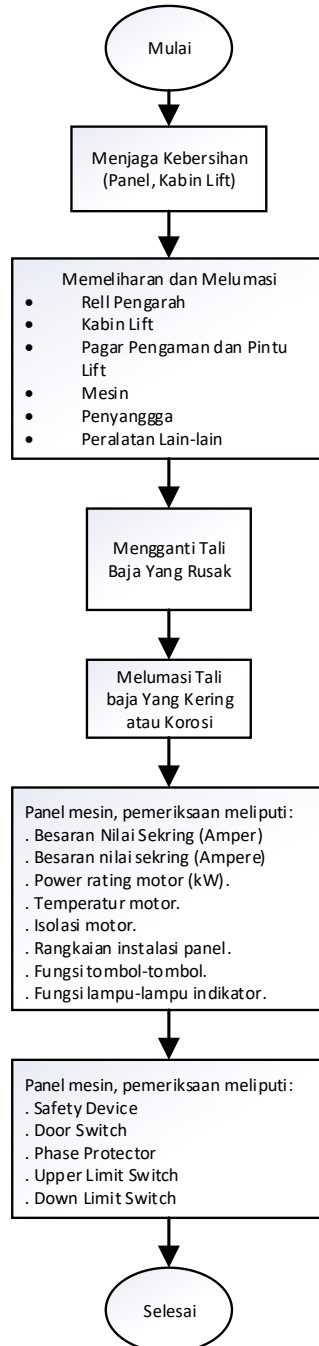 Mulai
Menjaga Kebersihan
(Panel, Kabin Lift)
Memeliharan dan Melumasi
• Rell Pengarah
• Kabin Lift
• Pagar Pengaman dan Pintu
Lift
• Mesin
• Penyanggga
• Peralatan Lain-lain
Mengganti Tali
Baja Yang Rusak
Melumasi Tali
baja Yang Kering
atau Korosi
Panel mesin, pemeriksaan meliputi:
. Besaran Nilai Sekring (Amper)
. Besaran nilai sekring (Ampere)
. Power rating motor (kW).
. Temperatur motor.
. Isolasi motor.
. Rangkaian instalasi panel.
. Fungsi tombol-tombol.
. Fungsi lampu-lampu indikator.
Panel mesin, pemeriksaan meliputi:
. Safety Device
. Door Switch
. Phase Protector
. Upper Limit Switch
. Down Limit Switch
Selesai